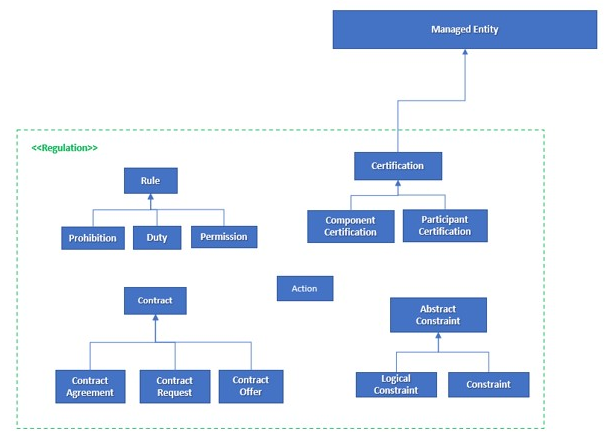 Managed Entity
<<Regulation>>
Certification
Rule
Component
Certification
Participant
Certification
Prohibition
Duty
Permission
Action
Contract
Abstract
Constraint
Contract
Agreement
Contract
Request
Contract
Offer
Logical
Constraint
Constraint